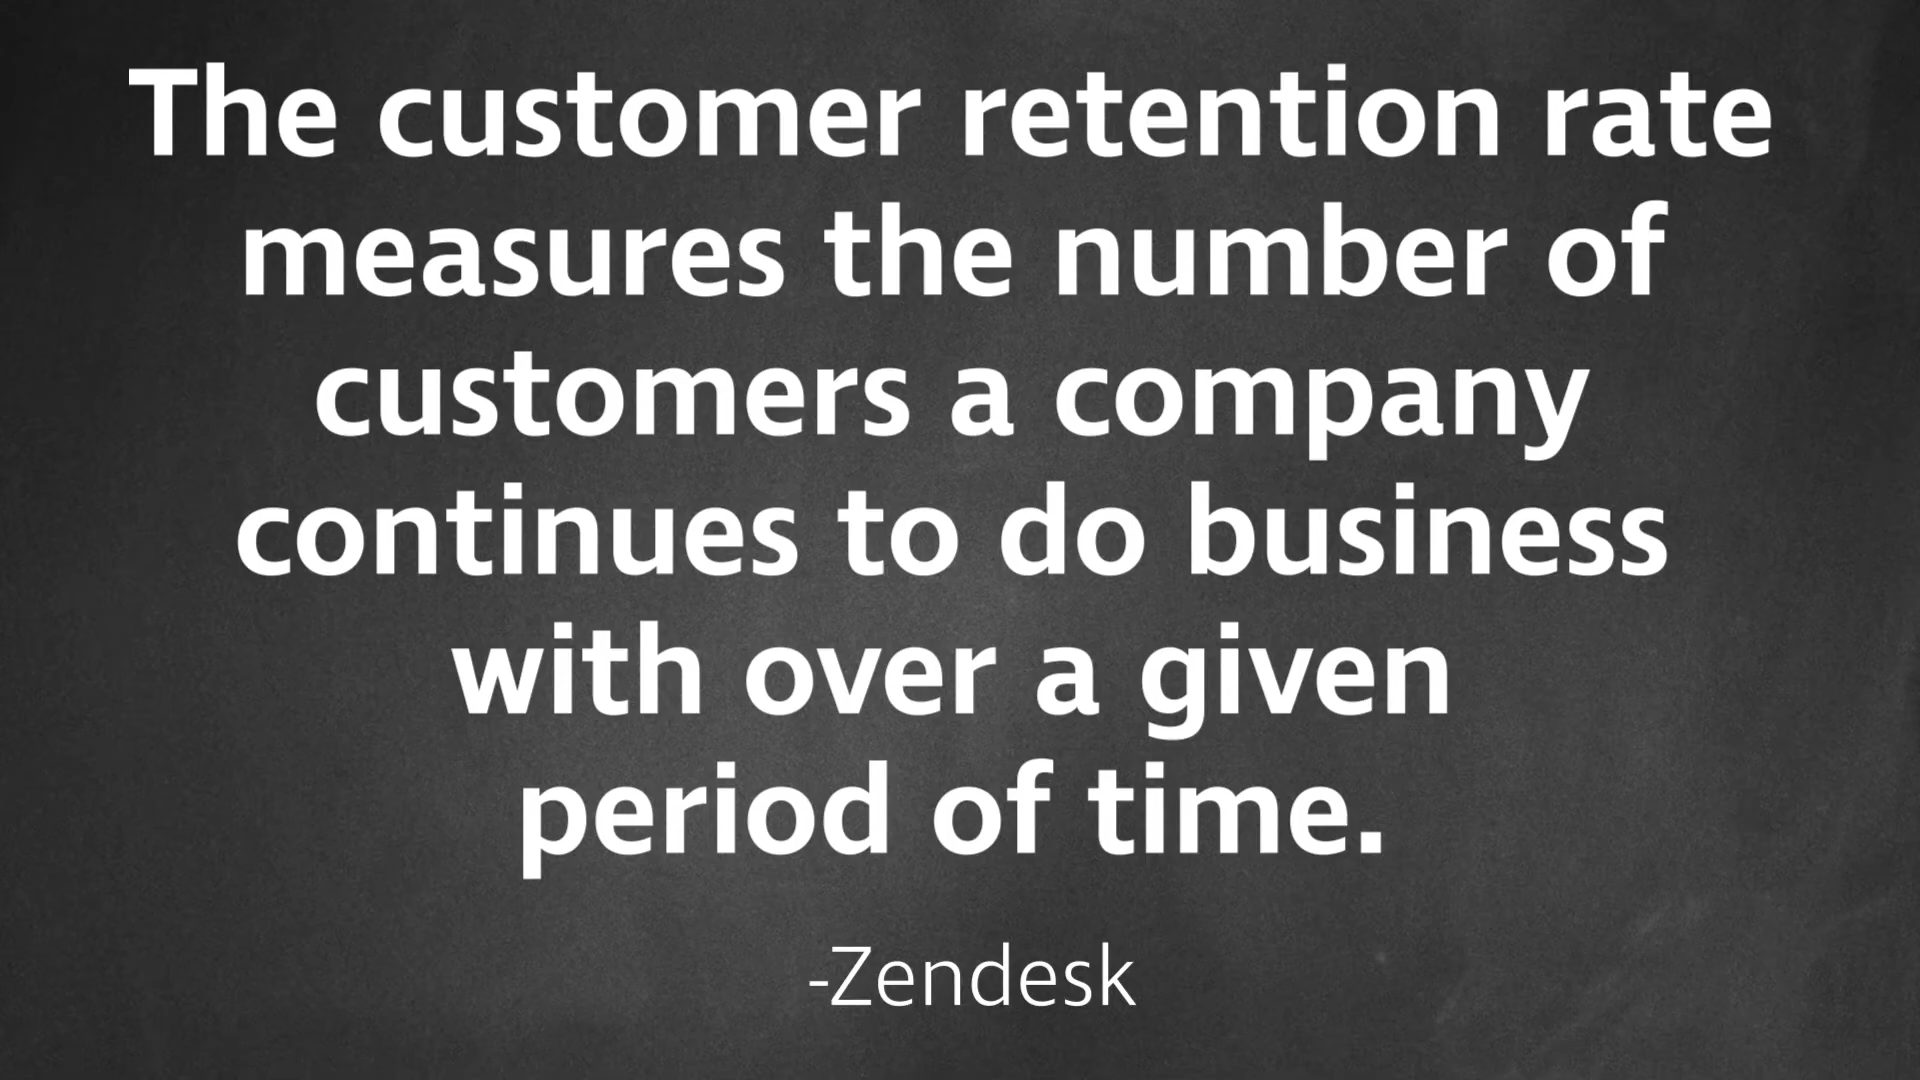 The customer retention rate
measures the number of
customers a company
continues to do business
with over a given
period of time.
-Zendesk